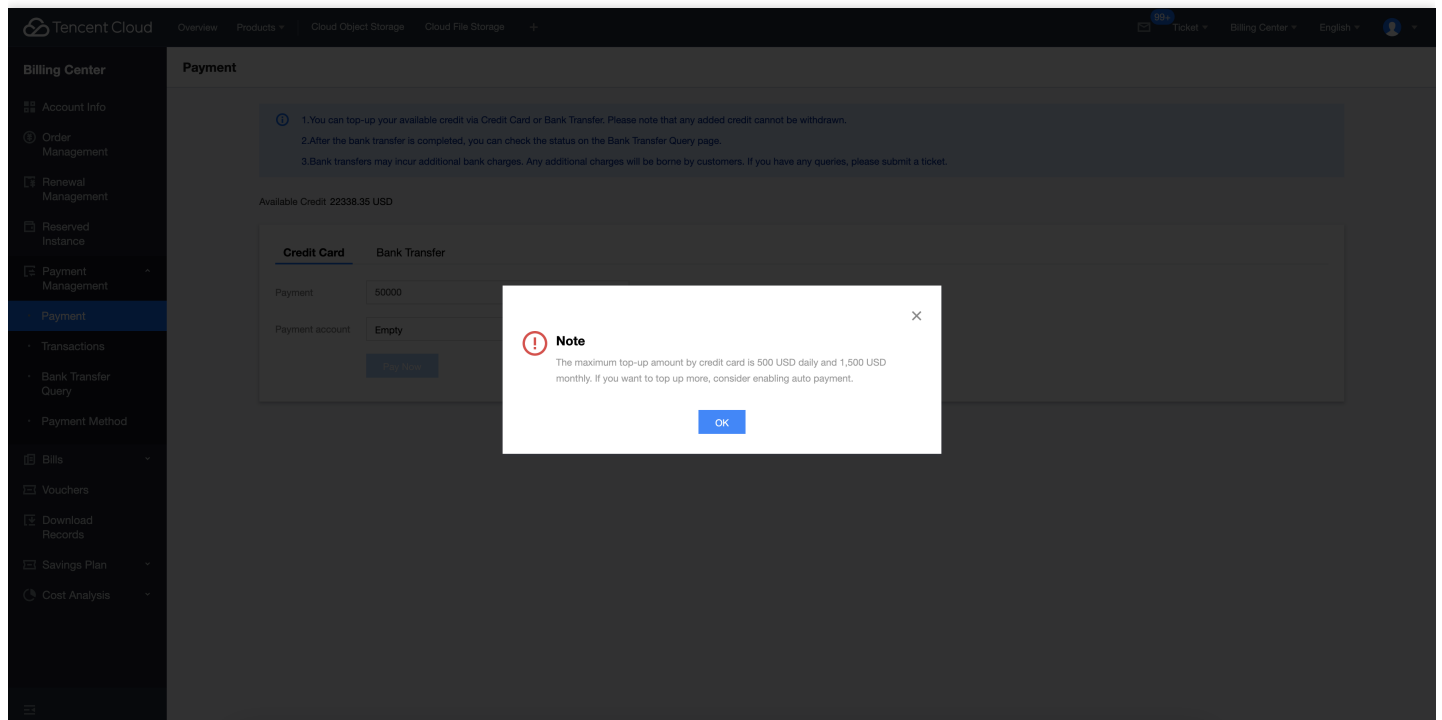 Tencent Cloud
Overview
Products
Cloud Object Storage
Cloud File Storage
+
99+
Ticket
Billing Center
English
Billing Center
Payment
Account Info
Order
Management
Renewal
Management
Reserved
Instance
Payment
Management
Payment
Transactions
Bank Transfer
Query
Payment Method
Bills
Vouchers
Download
Records
Savings Plan
Cost Analysis
1.You can top-up your available credit via Credit Card or Bank Transfer. Please note that any added credit cannot be withdrawn.
2.After the bank transfer is completed, you can check the status on the Bank Transfer Query page.
3.Bank transfers may incur additional bank charges. Any additional charges will be borne by customers. If you have any queries, please submit a ticket.
Available Credit 22338.35 USD
Credit Card
Bank Transfer
Payment
50000
Payment account
Empty
Pay Now
Note
The maximum top-up amount by credit card is 500 USD daily and 1,500 USD
monthly. If you want to top up more, consider enabling auto payment.
OK